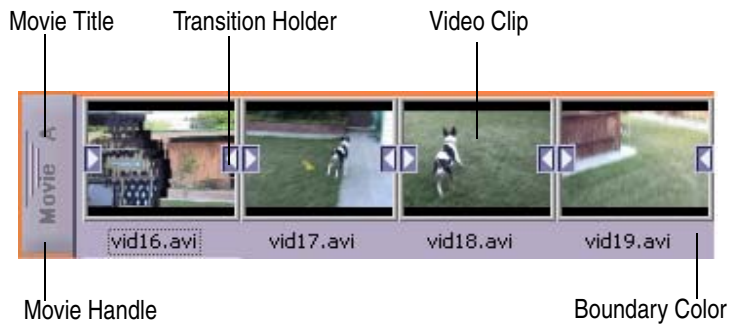 Movie Title
Transition Holder
Video Clip
Movie A
vid16.avi
vid17.avi
vid18.avi
vid19.avi
Movie Handle
Boundary Color